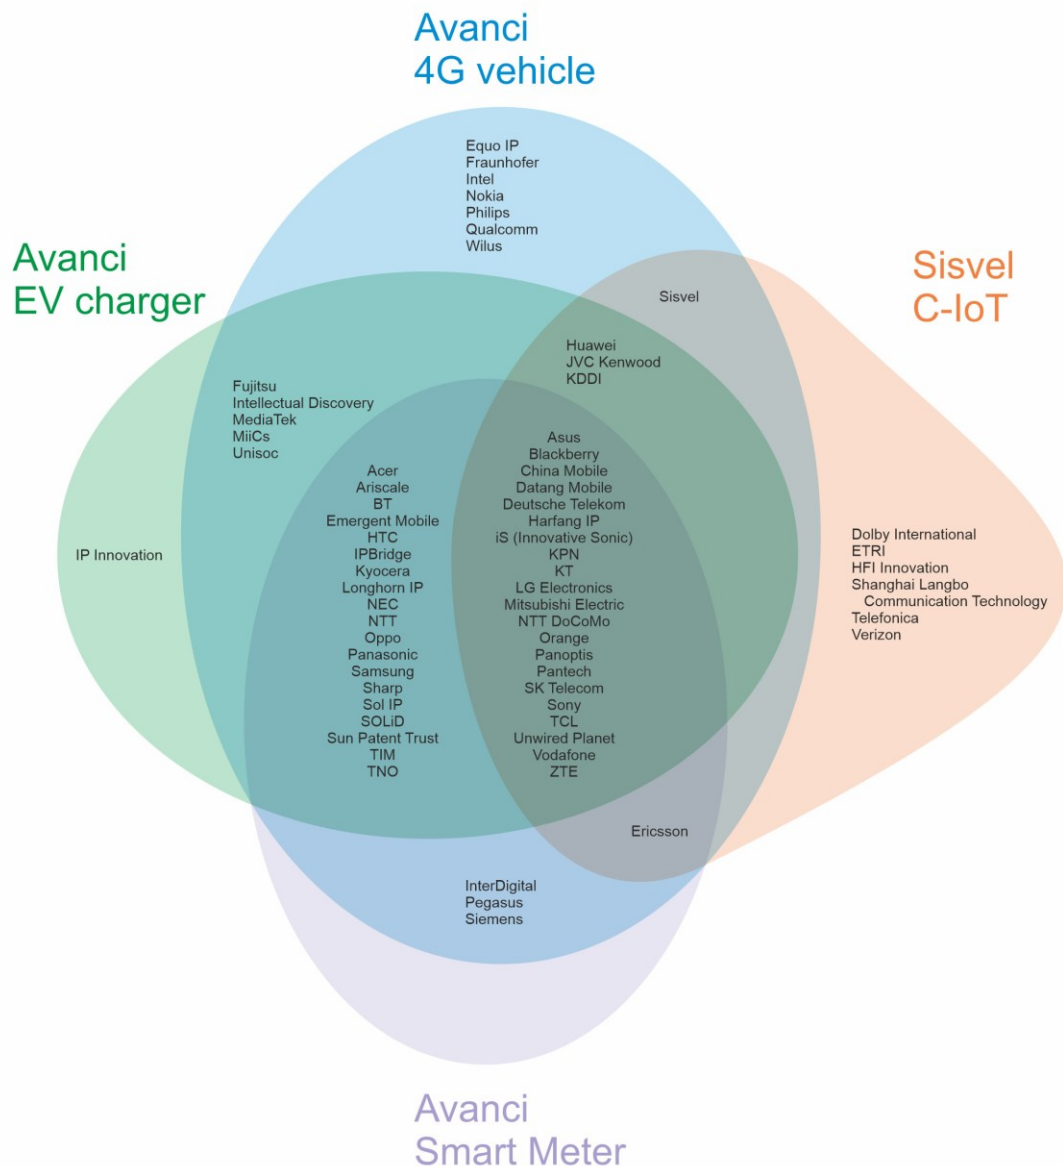 Avanci
4G vehicle
Equo IP
Fraunhofer
Intel
Nokia
Philips
Qualcomm
Wilus
Avanci
EV charger
Sisvel
C-IoT
Sisvel
Huawei
JVC Kenwood
KDDI
Fujitsu
Intellectual Discovery
MediaTek
MiiCs
Unisoc
Acer
Ariscale
BT
Emergent Mobile
HTC
IPBridge
Kyocera
Longhorn IP
NEC
NTT
Oppo
Panasonic
Samsung
Sharp
Sol IP
SOLiD
Sun Patent Trust
TIM
TNO
Asus
Blackberry
China Mobile
Datang Mobile
Deutsche Telekom
Harfang IP
iS (Innovative Sonic)
KPN
KT
LG Electronics
Mitsubishi Electric
NTT DoCoMo
Orange
Panoptis
Pantech
SK Telecom
Sony
TCL
Unwired Planet
Vodafone
ZTE
IP Innovation
Dolby International
ETRI
HFI Innovation
Shanghai Langbo
Communication Technology
Telefonica
Verizon
Ericsson
InterDigital
Pegasus
Siemens
Avanci
Smart Meter